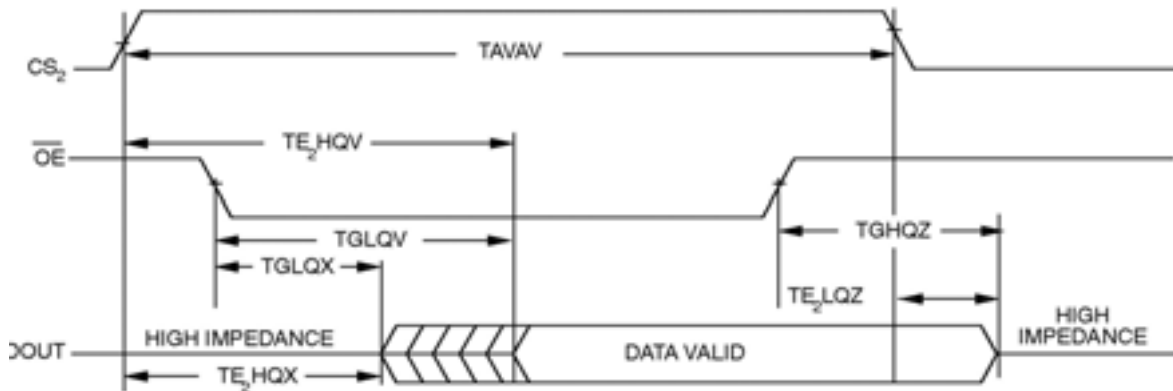 TAVAV
CS₂
TE₂HQV
OE
TGLQV
TGHQZ
TGLQX
TE₂LQZ
HIGH IMPEDANCE
HIGH
IMPEDANCE
DOUT
DATA VALID
TE₂HQX